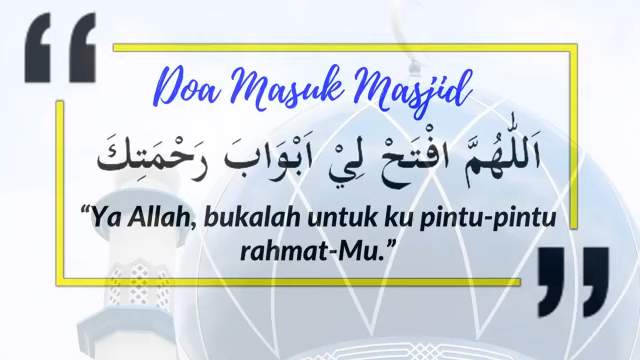 Doa Masuk Masjid
اَللّٰهُمَّ افْتَحْ لِيْ اَبْوَابَ رَحْمَتِكَ
“Ya Allah, bukalah untuk ku pintu-pintu
rahmat-Mu.”